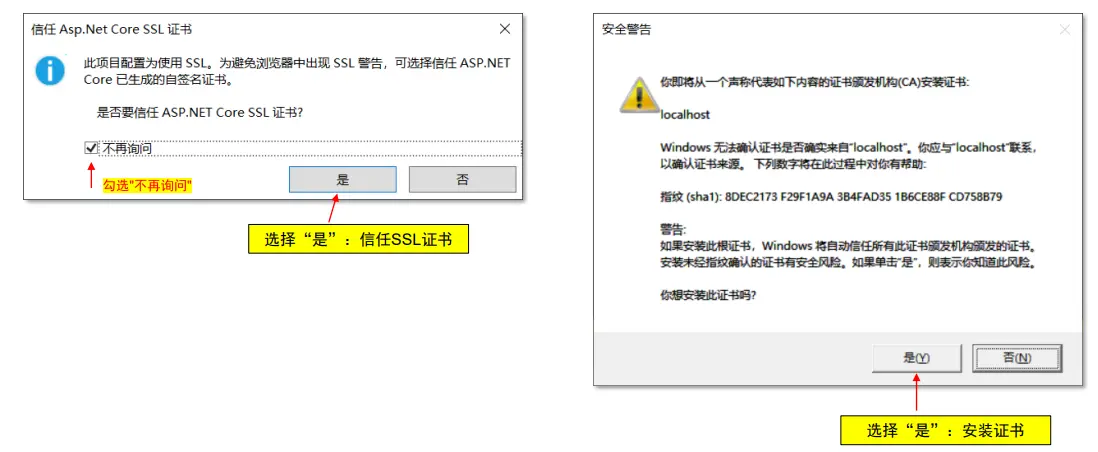 信任 Asp.Net Core SSL 证书
此项目配置为使用 SSL。为避免浏览器中出现 SSL 警告，可选择信任 ASP.NET
Core 已生成的自签名证书。
是否要信任 ASP.NET Core SSL 证书?
不再询问
勾选"不再询问"
是
否
选择“是”：信任SSL证书
安全警告
你即将从一个声称代表如下内容的证书颁发机构(CA)安装证书:
localhost
Windows 无法确认证书是否确实来自"localhost"。你应与"localhost"联系，
以确认证书来源。 下列数字将在此过程中对你有帮助:
指纹 (sha1): 8DEC2173 F29F1A9A 3B4FAD35 1B6CE88F CD758B79
警告:
如果安装此根证书，Windows 将自动信任所有此证书颁发机构颁发的证书。
安装未经指纹确认的证书有安全风险。如果单击"是"，则表示你知道此风险。
你想安装此证书吗?
是(Y)
否(N)
选择“是”：安装证书